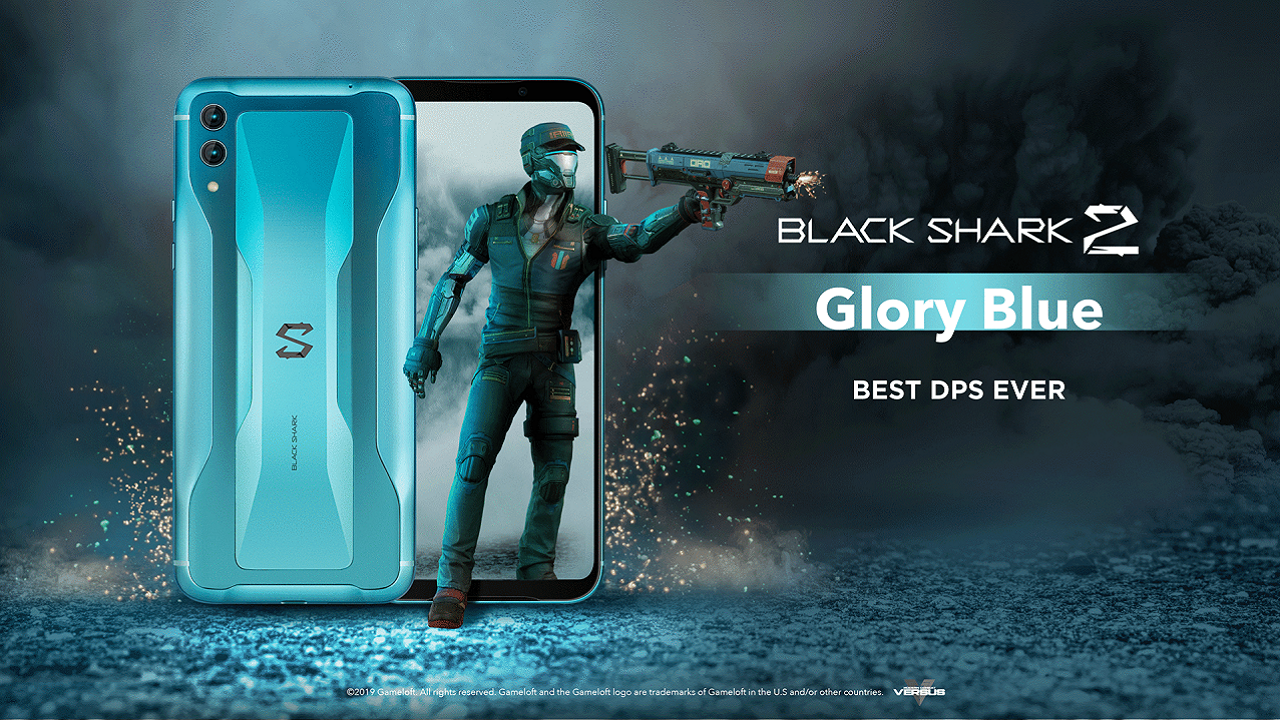 BLACK SHARK 2
Glory Blue
BEST DPS EVER
BLACK SHARK
©2019 Gameloft. All rights reserved. Gameloft and the Gameloft logo are trademarks of Gameloft in the U.S and/or other countries.
VERSUS